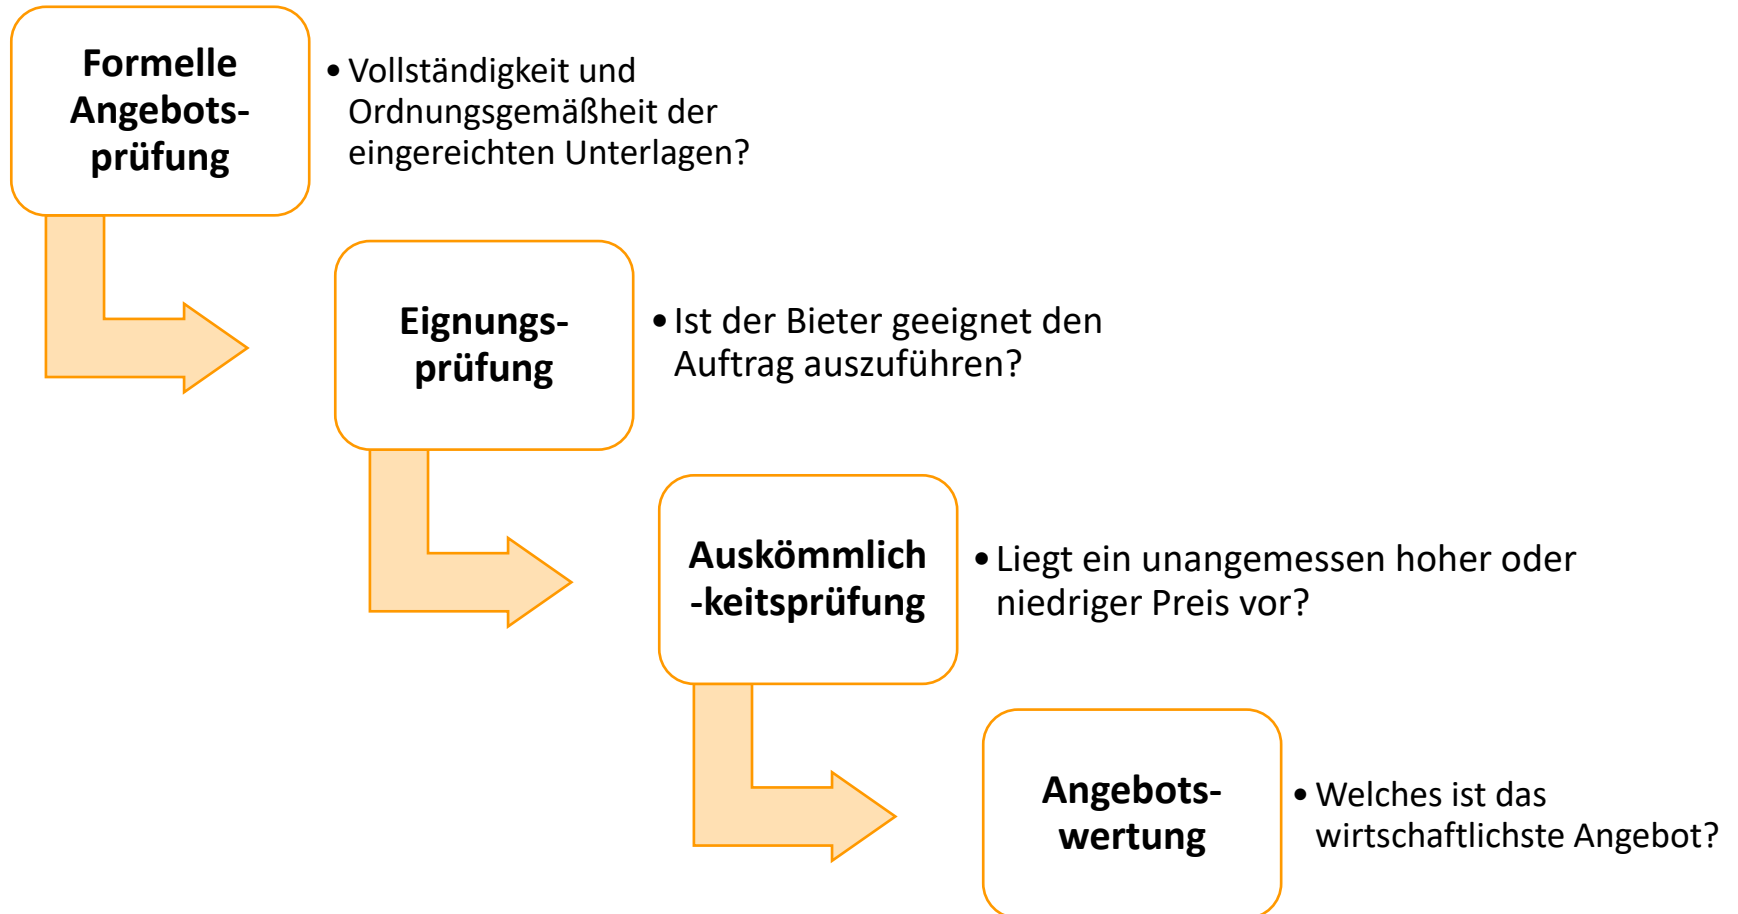 Formelle
Angebots-
prüfung
• Vollständigkeit und
Ordnungsgemäßheit der
eingereichten Unterlagen?
Eignungs-
prüfung
• Ist der Bieter geeignet den
Auftrag auszuführen?
Auskömmlich
-keitsprüfung
• Liegt ein unangemessen hoher oder
niedriger Preis vor?
Angebots-
wertung
• Welches ist das
wirtschaftlichste Angebot?